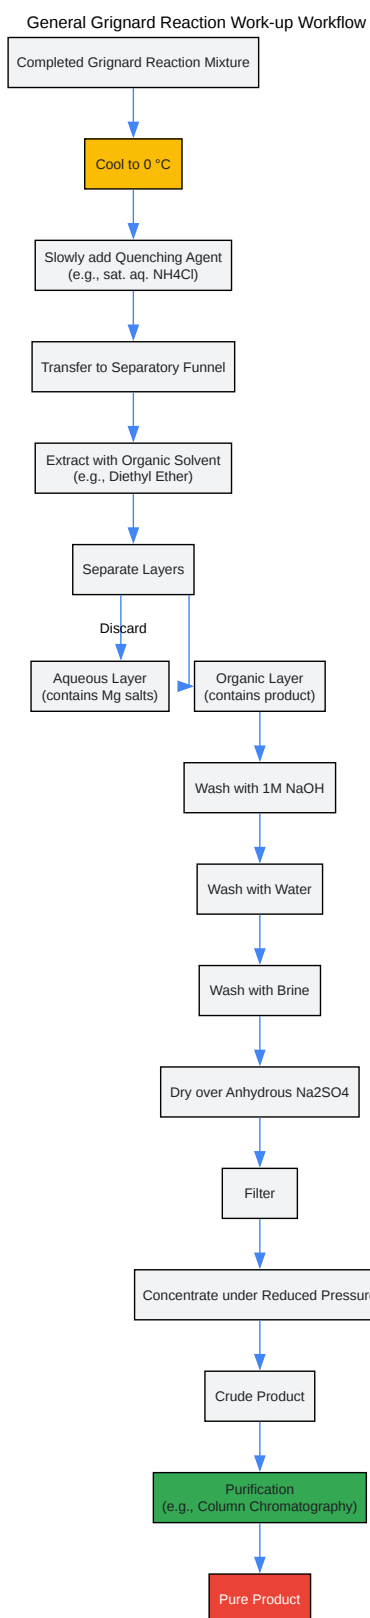 General Grignard Reaction Work-up Workflow
Completed Grignard Reaction Mixture
Cool to 0 °C
Slowly add Quenching Agent
(e.g., sat. aq. NH4Cl)
Transfer to Separatory Funnel
Extract with Organic Solvent
(e.g., Diethyl Ether)
Separate Layers
Discard
Aqueous Layer
(contains Mg salts)
Organic Layer
(contains product)
Wash with 1M NaOH
Wash with Water
Wash with Brine
Dry over Anhydrous Na2SO4
Filter
Concentrate under Reduced Pressure
Crude Product
Purification
(e.g., Column Chromatography)
Pure Product